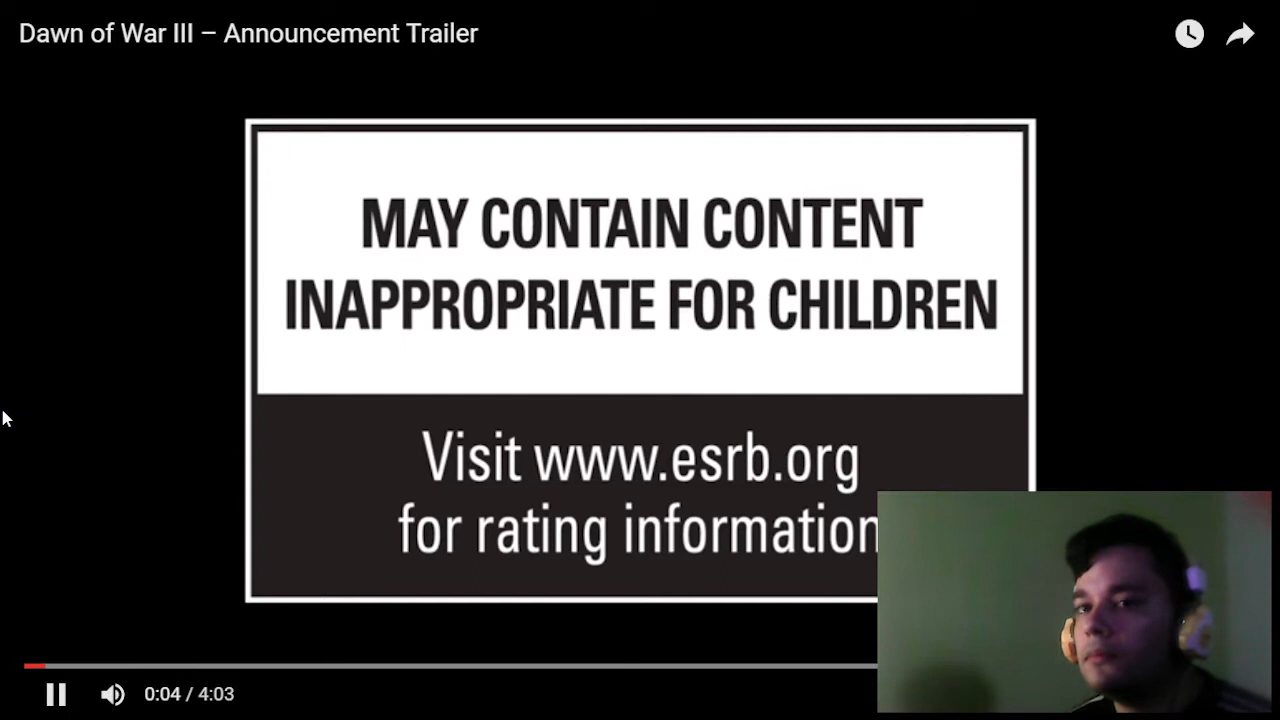 Dawn of War III – Announcement Trailer
MAY CONTAIN CONTENT
INAPPROPRIATE FOR CHILDREN
Visit www.esrb.org
for rating information
0:04 / 4:03